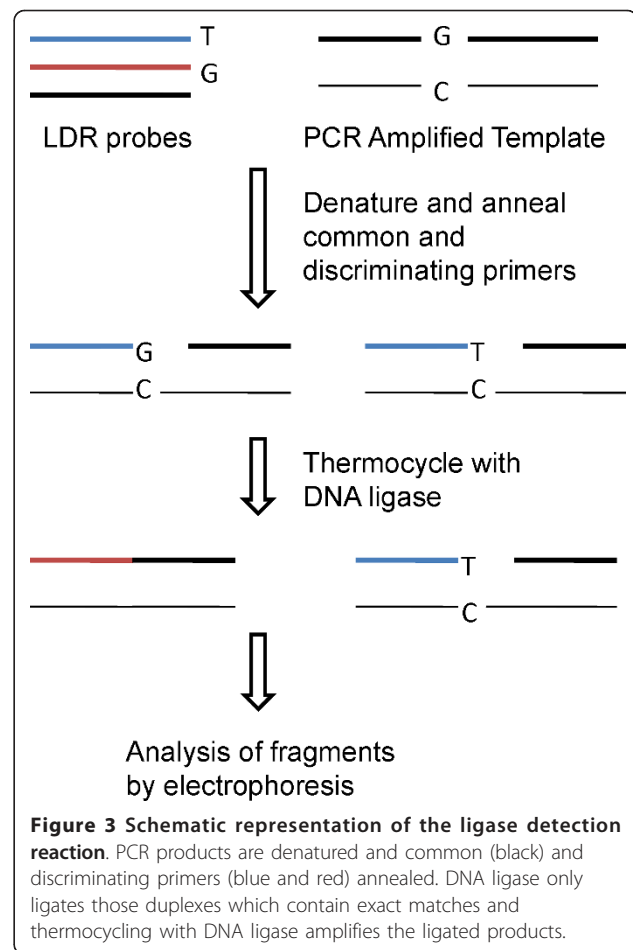 T
G
G
C
LDR probes
PCR Amplified Template
Denature and anneal
common and
discriminating primers
G
C
T
C
Thermocycle with
DNA ligase
T
C
Analysis of fragments
by electrophoresis
Figure 3 Schematic representation of the ligase detection
reaction. PCR products are denatured and common (black) and
discriminating primers (blue and red) annealed. DNA ligase only
ligates those duplexes which contain exact matches and
thermocycling with DNA ligase amplifies the ligated products.